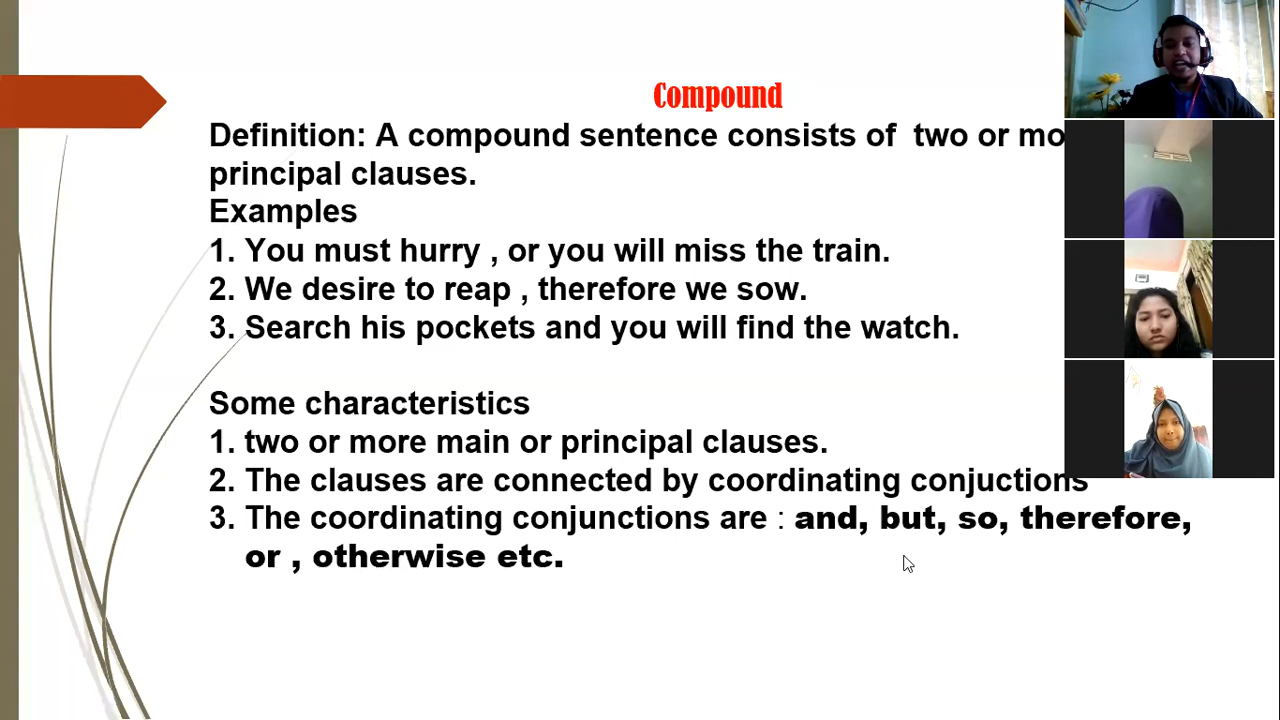 Compound
Definition: A compound sentence consists of two or mo
principal clauses.
Examples
1. You must hurry , or you will miss the train.
2. We desire to reap , therefore we sow.
3. Search his pockets and you will find the watch.
Some characteristics
1. two or more main or principal clauses.
2. The clauses are connected by coordinating conjuctions
3. The coordinating conjunctions are : and, but, so, therefore,
or , otherwise etc.